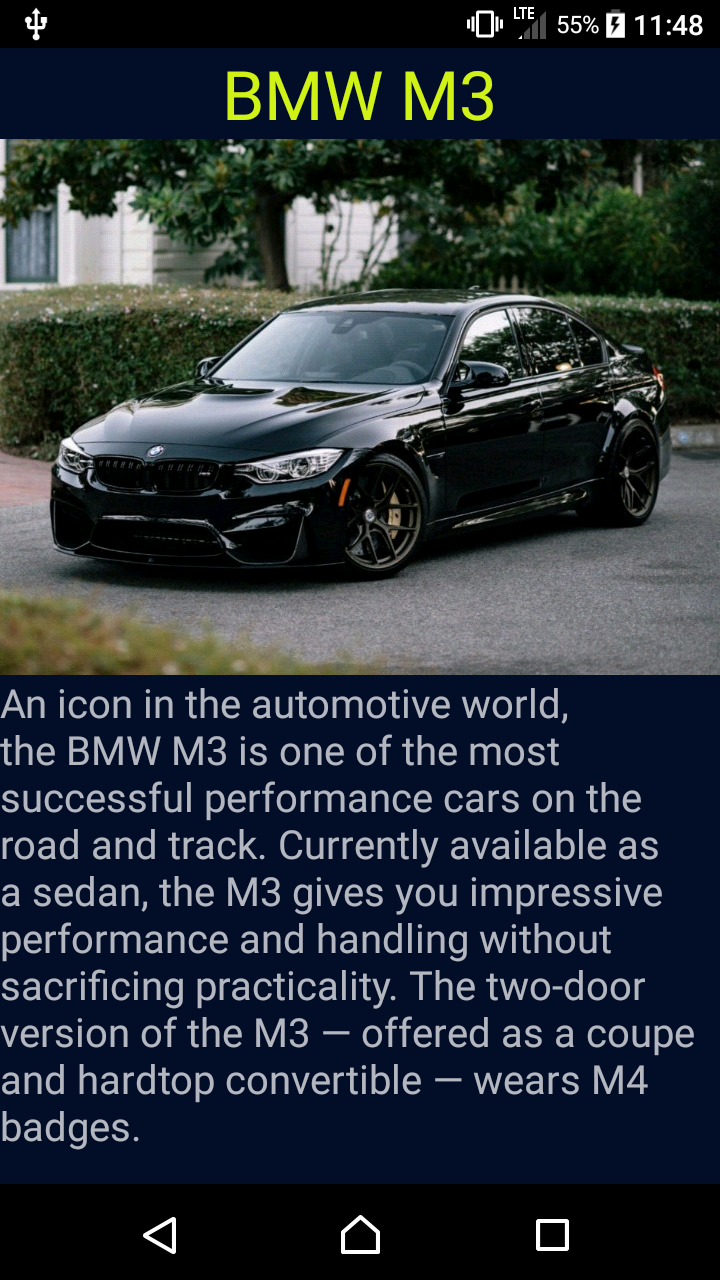 LTE 55% 11:48
BMW M3
An icon in the automotive world,
the BMW M3 is one of the most
successful performance cars on the
road and track. Currently available as
a sedan, the M3 gives you impressive
performance and handling without
sacrificing practicality. The two-door
version of the M3 — offered as a coupe
and hardtop convertible — wears M4
badges.